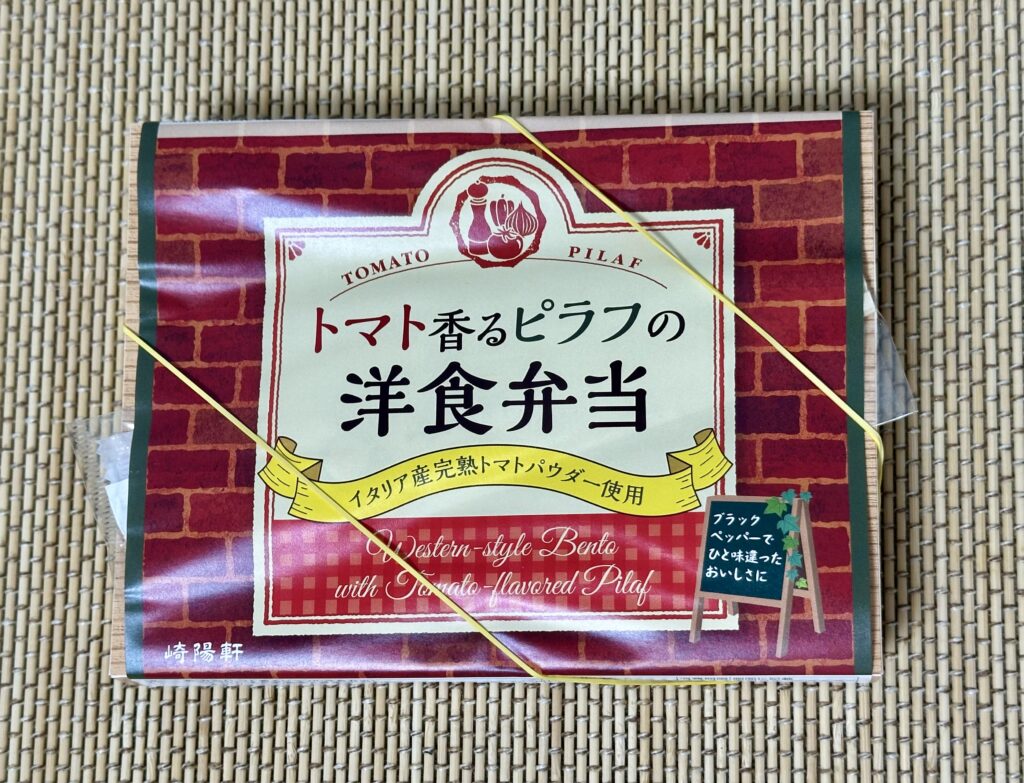 TOMATO PILAF
トマト香るピラフの
洋食弁当
イタリア産完熟トマトパウダー使用
Western-style Bento
with Tomato-flavored Pilaf
ブラック
ペッパーで
ひと味違った
おいしさに
崎陽軒